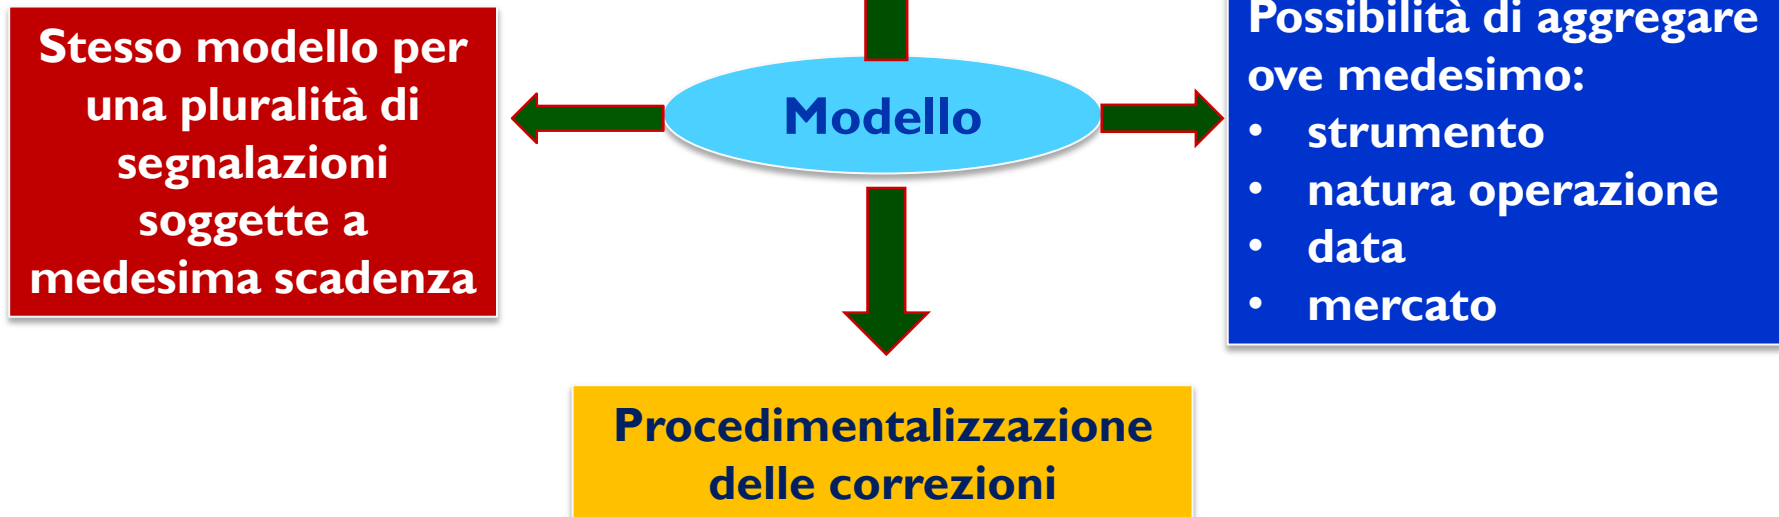 Stesso modello per
una pluralità di
segnalazioni
soggette a
medesima scadenza
Modello
Possibilità di aggregare
ove medesimo:
• strumento
• natura operazione
• data
• mercato
Procedimentalizzazione
delle correzioni